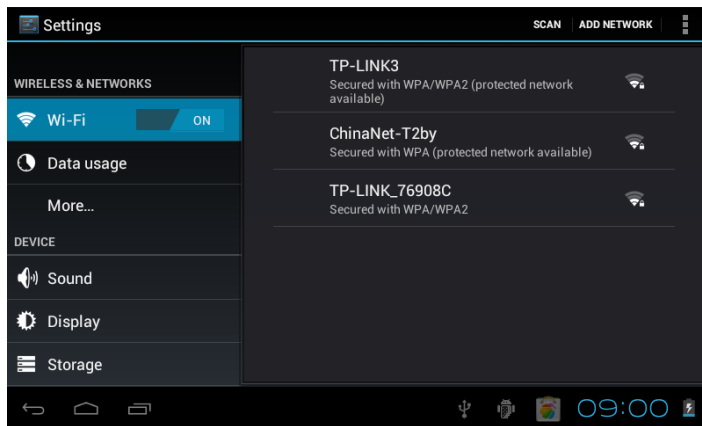 Settings
SCAN
ADD NETWORK
WIRELESS & NETWORKS
Wi-Fi
ON
Data usage
More...
DEVICE
Sound
Display
Storage
TP-LINK3
Secured with WPA/WPA2 (protected network
available)
ChinaNet-T2by
Secured with WPA (protected network available)
TP-LINK_76908C
Secured with WPA/WPA2
09:00